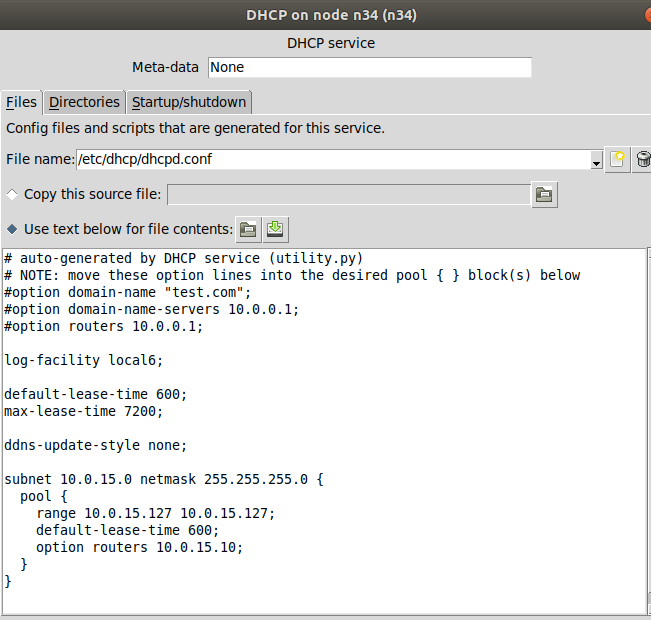 DHCP on node n34 (n34)
DHCP service
Meta-data None
Files Directories Startup/shutdown
Config files and scripts that are generated for this service.
File name: /etc/dhcp/dhcpd.conf
Copy this source file:
Use text below for file contents:
# auto-generated by DHCP service (utility.py)
# NOTE: move these option lines into the desired pool { } block(s) below
#option domain-name "test.com";
#option domain-name-servers 10.0.0.1;
#option routers 10.0.0.1;
log-facility local6;
default-lease-time 600;
max-lease-time 7200;
ddns-update-style none;
subnet 10.0.15.0 netmask 255.255.255.0 {
pool {
range 10.0.15.127 10.0.15.127;
default-lease-time 600;
option routers 10.0.15.10;
}
}